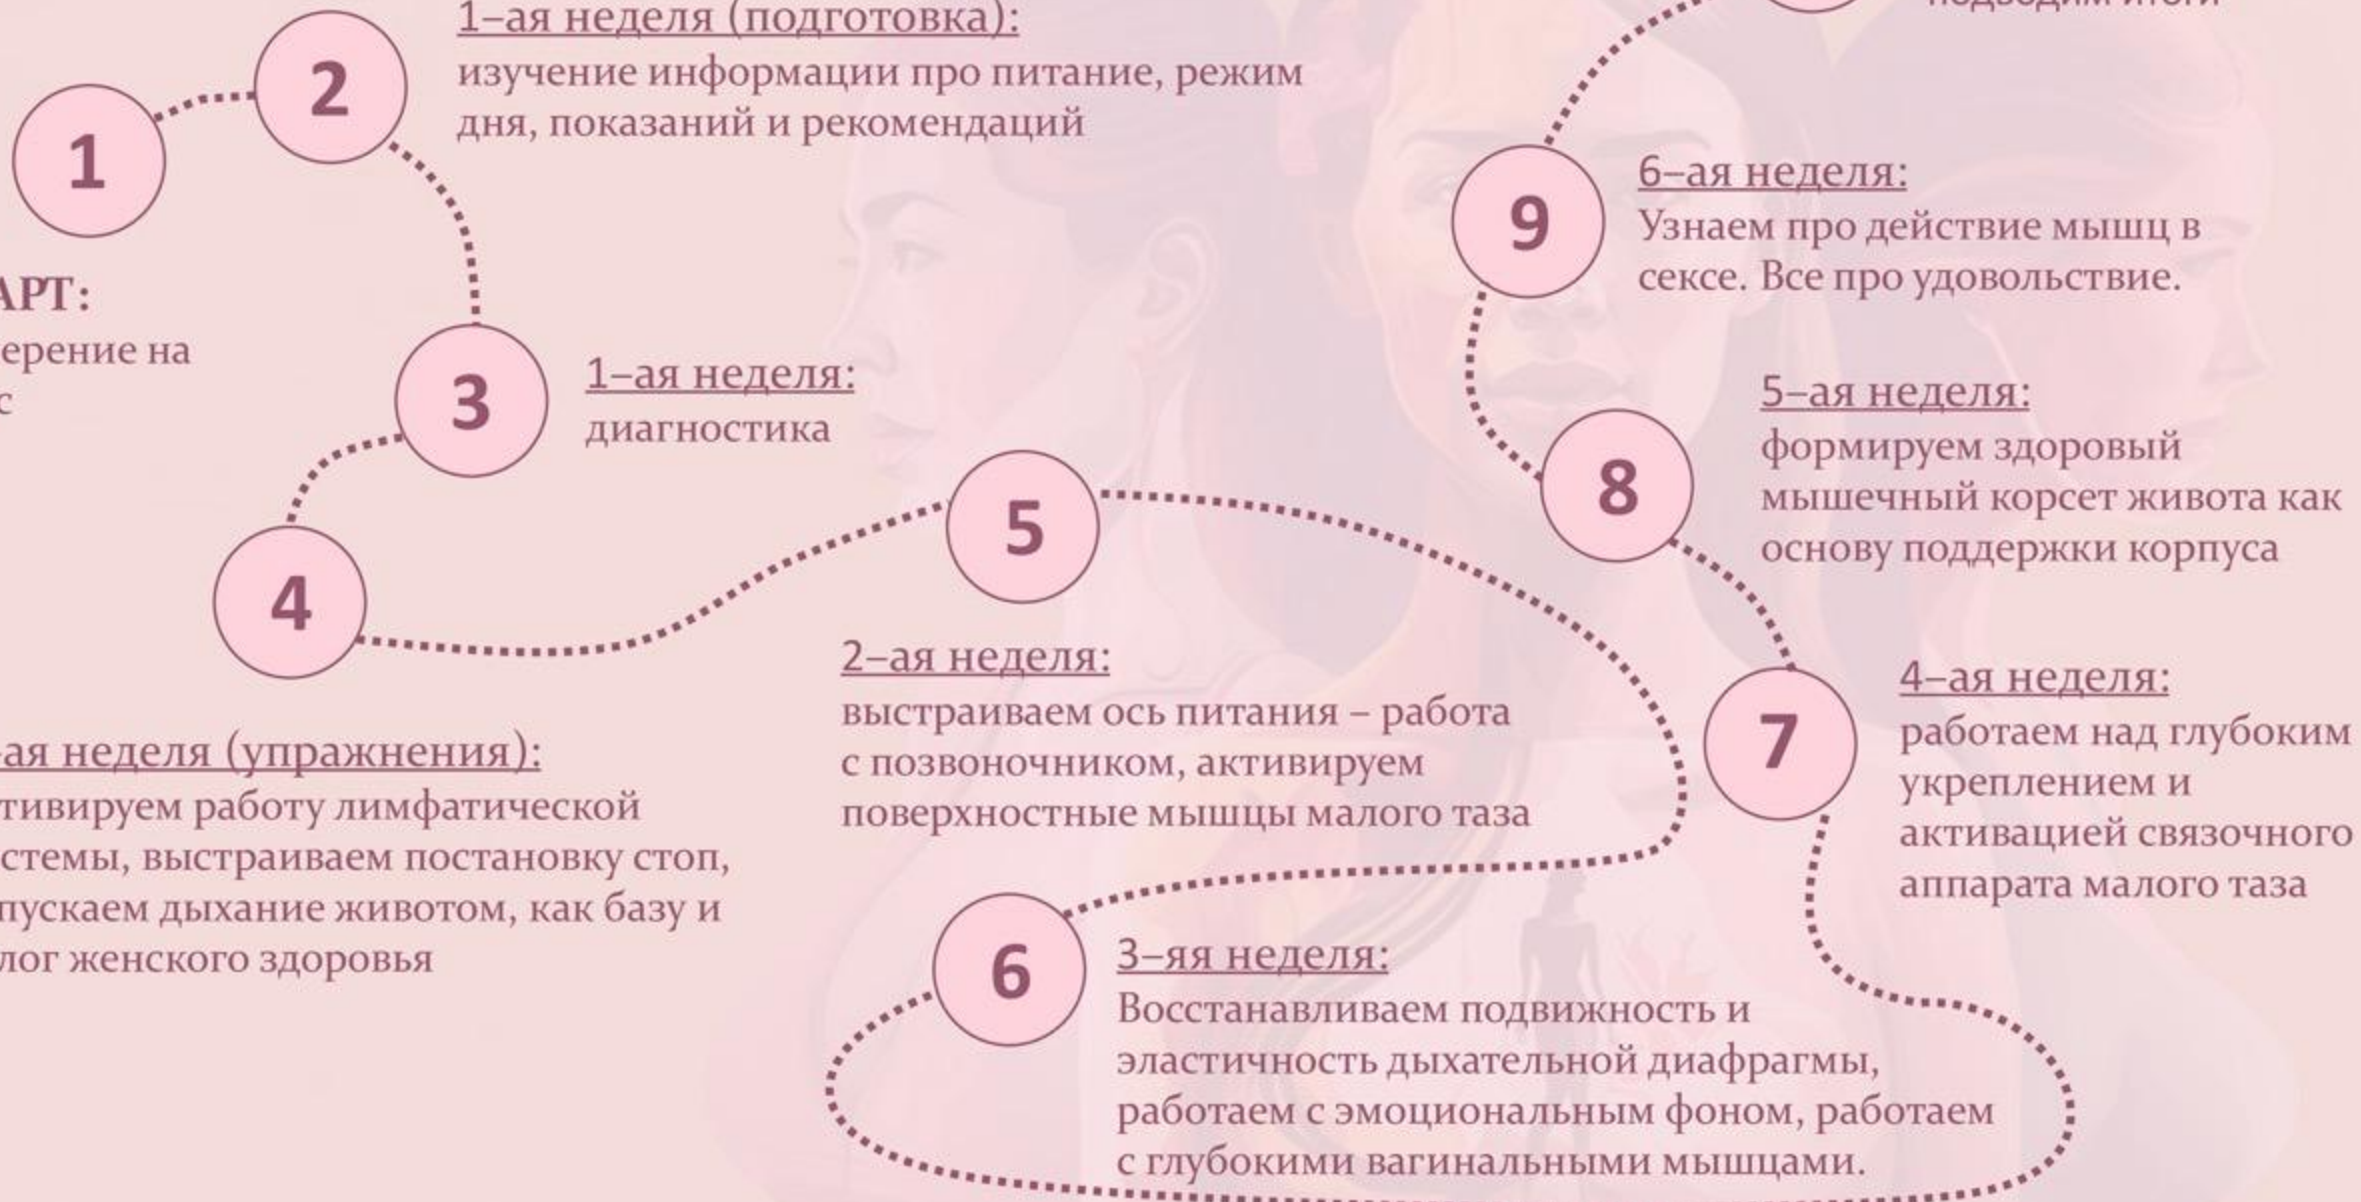 1
2
1–ая неделя (подготовка):
изучение информации про питание, режим
дня, показаний и рекомендаций
на
3
1–ая неделя:
диагностика
4
неделя (упражнения):
работу лимфатической
выстраиваем постановку стоп,
дыхание животом, как базу и
женского здоровья
5
2–ая неделя:
выстраиваем ось питания – работа
с позвоночником, активируем
поверхностные мышцы малого таза
6
3–яя неделя:
Восстанавливаем подвижность и
эластичность дыхательной диафрагмы,
работаем с эмоциональным фоном, работаем
с глубокими вагинальными мышцами.
7
4–ая неделя:
работаем над глубоким
укреплением и
активацией связочного
аппарата малого таза
8
5–ая неделя:
формируем здоровый
мышечный корсет живота как
основу поддержки корпуса
9
6–ая неделя:
Узнаем про действие мышц в
сексе. Все про удовольствие.